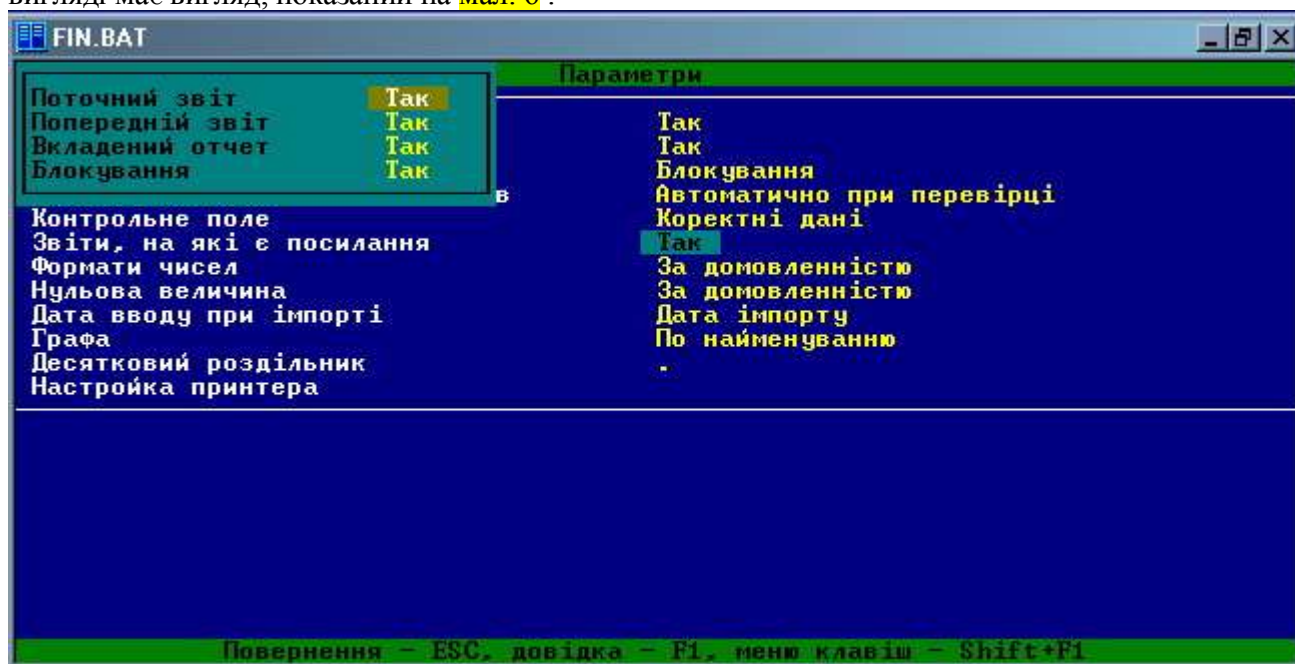 вигляді має вигляд, показаний на мал. 6 .
FIN.BAT
Параметри
Поточний звіт Так
Попередній звіт Так
Вкладений отчет Так
Блокування Так
Так
Так
Блокування
в Автоматично при перевірці
Контрольне поле Коректні дані
Звіти, на які є посилання Так
Формати чисел За домовленністю
Нульова величина За домовленністю
Дата вводу при імпорті Дата імпорту
Графа По найменуванню
Десятковий роздільник .
Настройка принтера
Повернення - ESC, довідка - F1, меню клавіш - Shift+F1